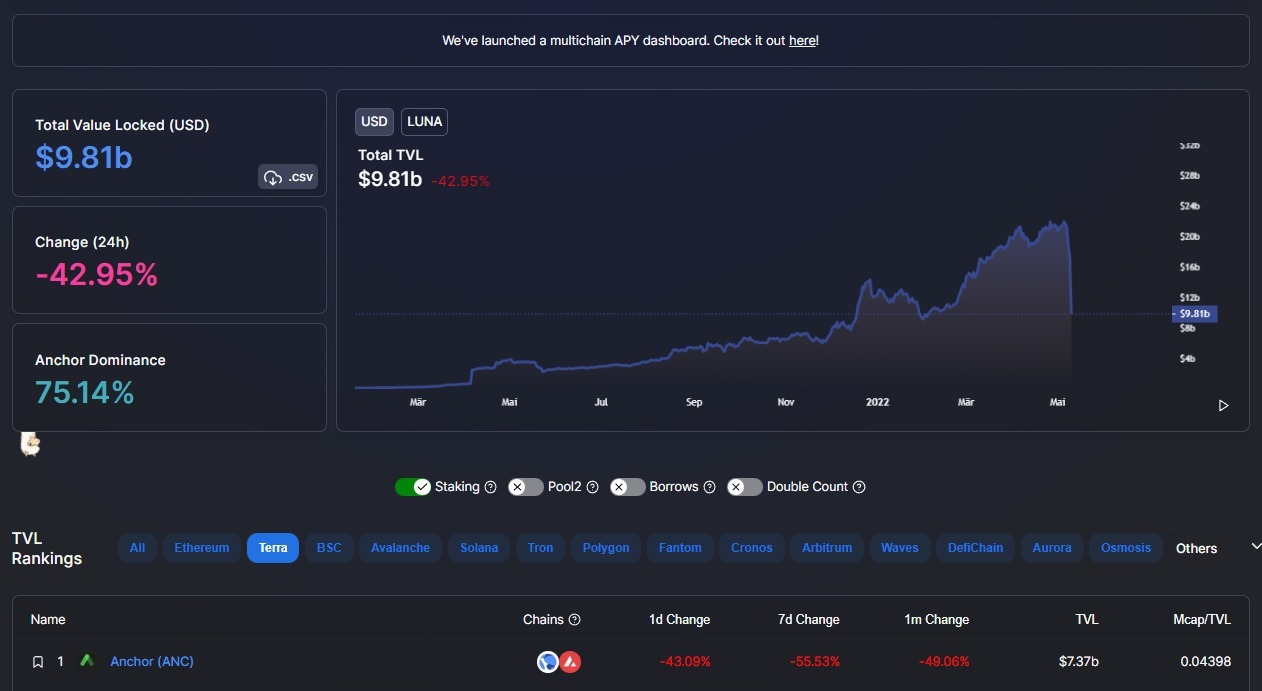 We've launched a multichain APY dashboard. Check it out here!
Total Value Locked (USD)
$9.81b
.csv
Change (24h)
-42.95%
Anchor Dominance
75.14%
USD LUNA
Total TVL
$9.81b -42.95%
$32b
$28b
$24b
$20b
$16b
$12b
$9.81b
$8b
$4b
Mär Mai Jul Sep Nov 2022 Mär Mai
Staking Pool2 Borrows Double Count
TVL Rankings
All Ethereum Terra BSC Avalanche Solana Tron Polygon Fantom Cronos Arbitrum Waves DefiChain Aurora Osmosis Others
Name Chains 1d Change 7d Change 1m Change TVL Mcap/TVL
1 Anchor (ANC) -43.09% -55.53% -49.06% $7.37b 0.04398